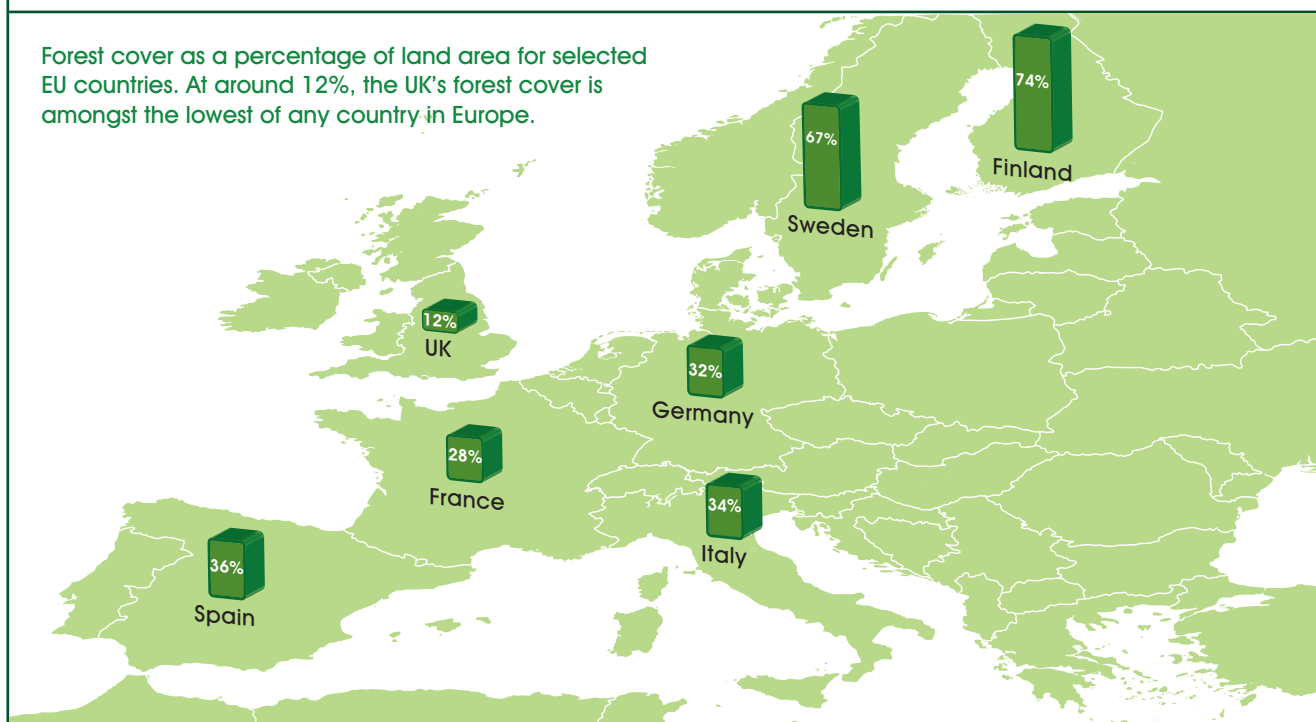 Forest cover as a percentage of land area for selected
EU countries. At around 12%, the UK's forest cover is
amongst the lowest of any country in Europe.
74%
Finland
67%
Sweden
12%
UK
32%
Germany
28%
France
34%
Italy
36%
Spain